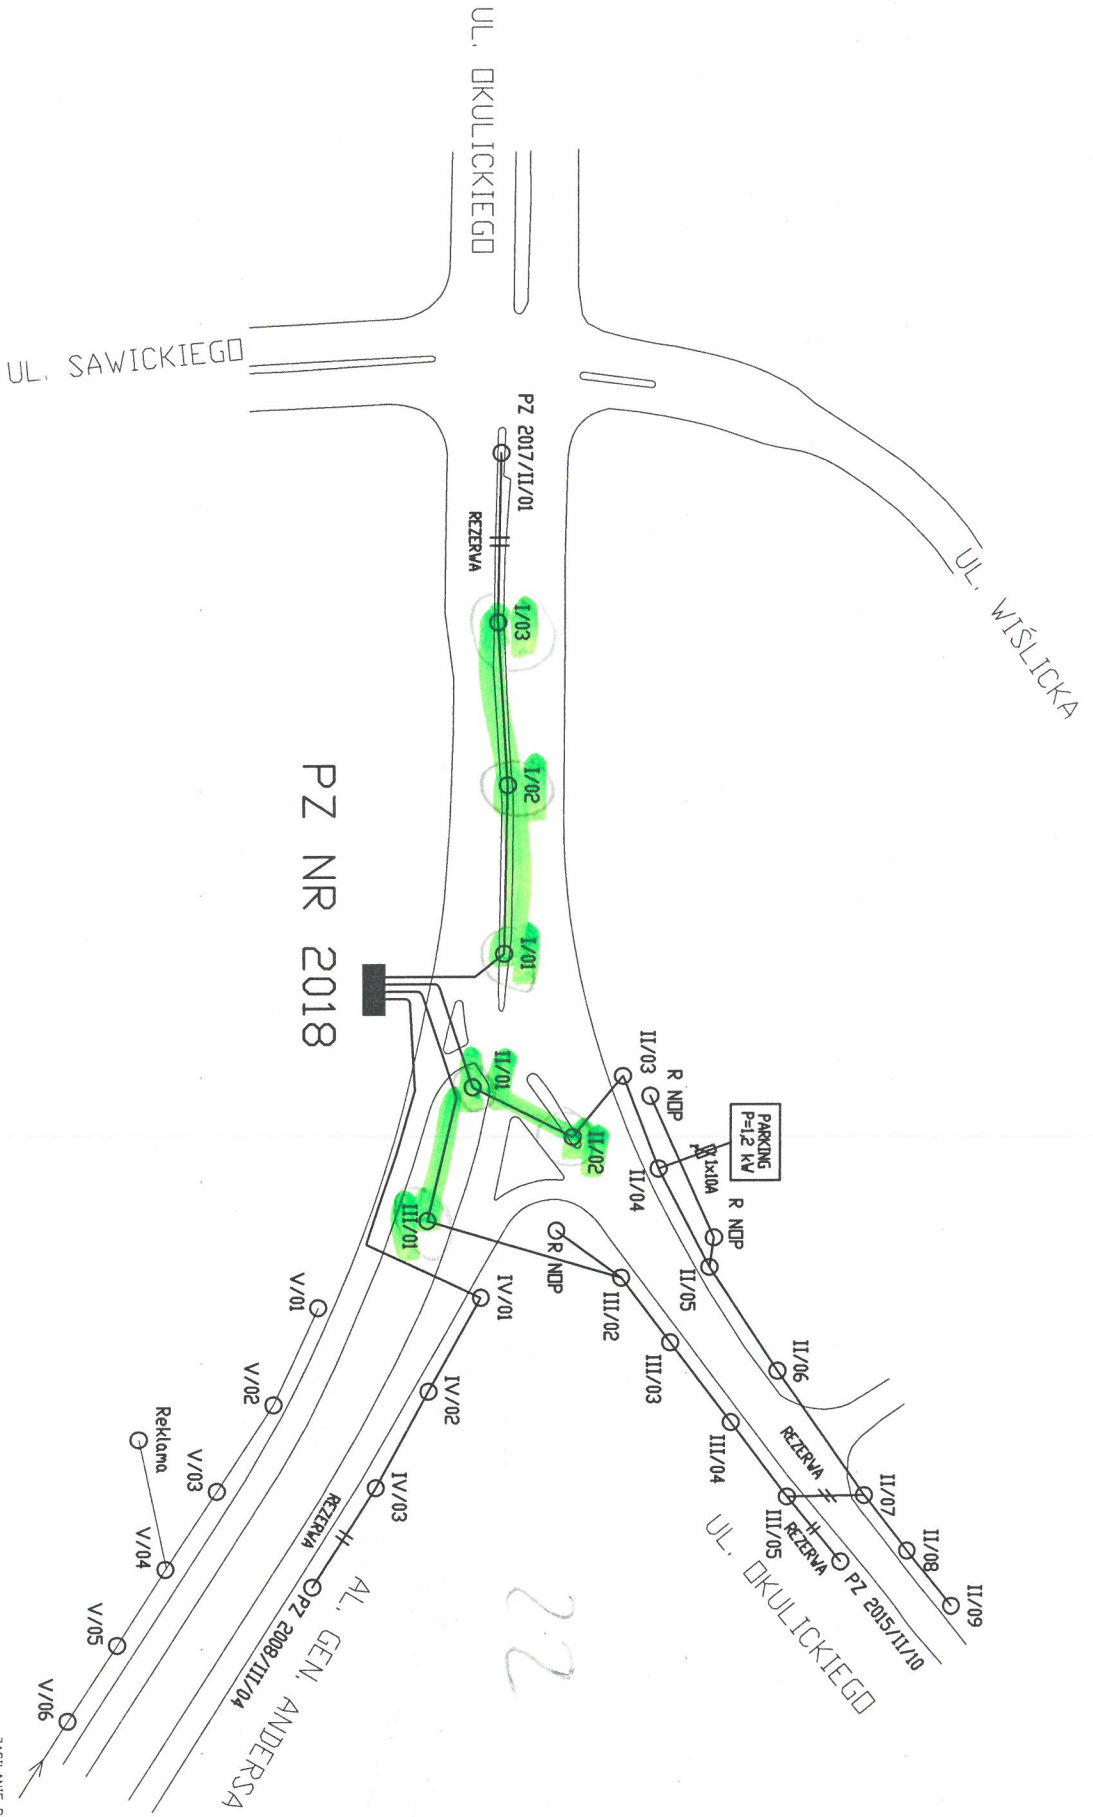 UL. OKULICKIEGO
UL. SAWICKIEGO
UL. WIŚLICKA
PZ 2017/II/01
REZERWA
I/03
I/02
I/01
PZ NR 2018
II/01
II/02
II/03
R NOP
PARKING
P=1,2 kW
1x10A
II/04
R NOP
II/05
II/06
II/07
II/08
II/09
REZERWA
III/01
R NOP
III/02
III/03
III/04
III/05
REZERWA
PZ 2015/II/10
UL. OKULICKIEGO
IV/01
IV/02
IV/03
REZERWA
PZ 2008/III/04
AL. GEN. ANDERSA
V/01
V/02
V/03
Reklama
V/04
V/05
V/06
22